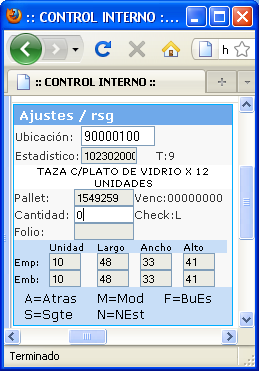 :: CONTROL INTERNO :...
h
:: CONTROL INTERNO ::
Ajustes / rsg
Ubicación: 90000100
Estadistico: 102302000 T:9
TAZA C/PLATO DE VIDRIO X 12
UNIDADES
Pallet: 1549259 Venc:00000000
Cantidad: 0 Check:L
Folio:
Unidad Largo Ancho Alto
Emp: 10 48 33 41
Emb: 10 48 33 41
A=Atras M=Mod F=BuEs
S=Sgte N=NEst
Terminado